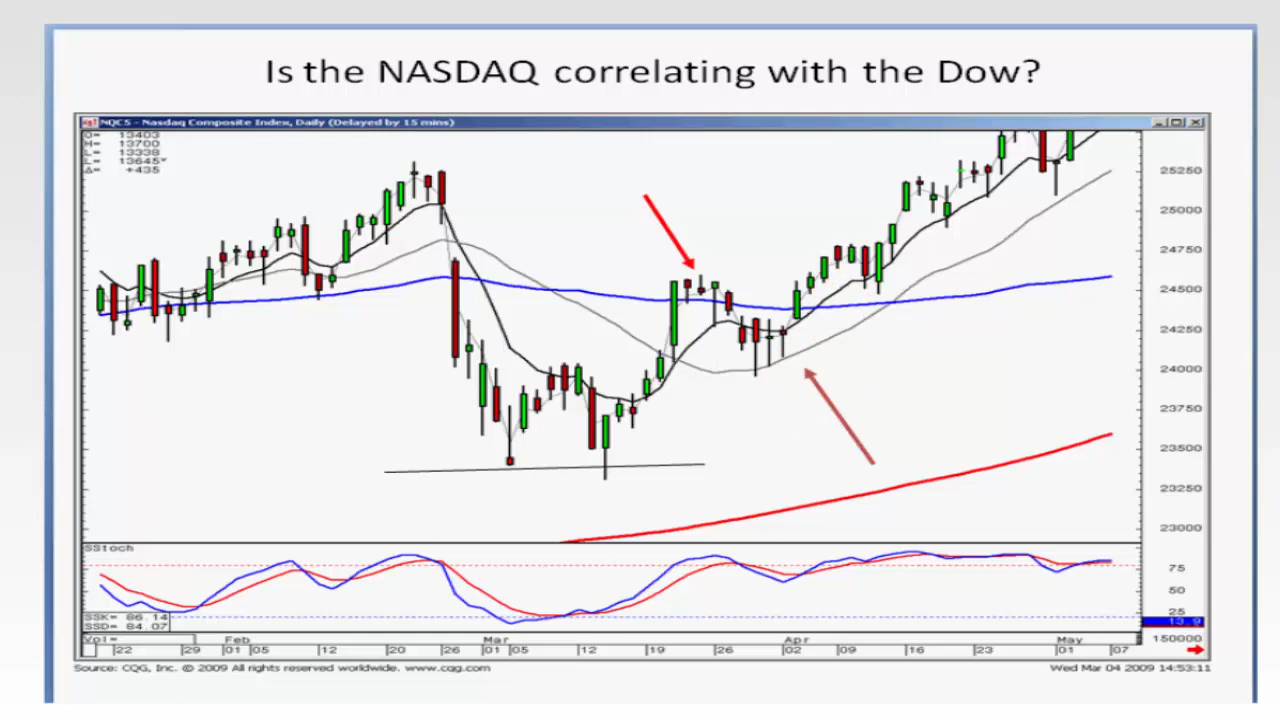 Is the NASDAQ correlating with the Dow?
NQCS - Nasdaq Composite Index, Daily (Delayed by 15 mins)
O= 13403
H= 13700
L= 13338
L= 13645
Δ= +435
25250
25000
24750
24500
24250
24000
23750
23500
23250
23000
SStoch
75
50
25
SSK= 86.14
SSD= 84.07
13.9
Vol=
150000
Feb Mar Apr May
22 29 01 05 12 20 26 01 05 12 19 26 02 09 16 23 01 07
Source: CQG, Inc. © 2009 All rights reserved worldwide. www.cqg.com
Wed Mar 04 2009 14:53:11